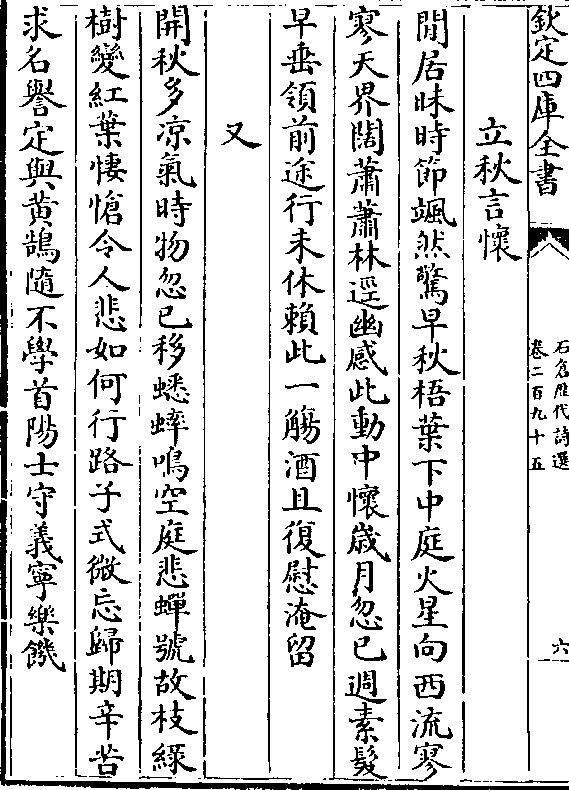 欽定四庫全書
石倉歷代詩選
卷二百九十五
六
立秋言懷
閒居昧時節颯然驚早秋梧葉下中庭火星向西流寥
寥天界闊蕭蕭林逕幽感此動中懷歲月忽已週素髮
早垂領前途行未休賴此一觴酒且復慰淹留
又
開秋多凉氣時物忽已移蟋蟀鳴空庭悲蟬號故枝綠
樹變紅葉悽愴令人悲如何行路子式微忘歸期辛苦
求名譽定與黄鵠隨不學首陽士守義寧樂饑